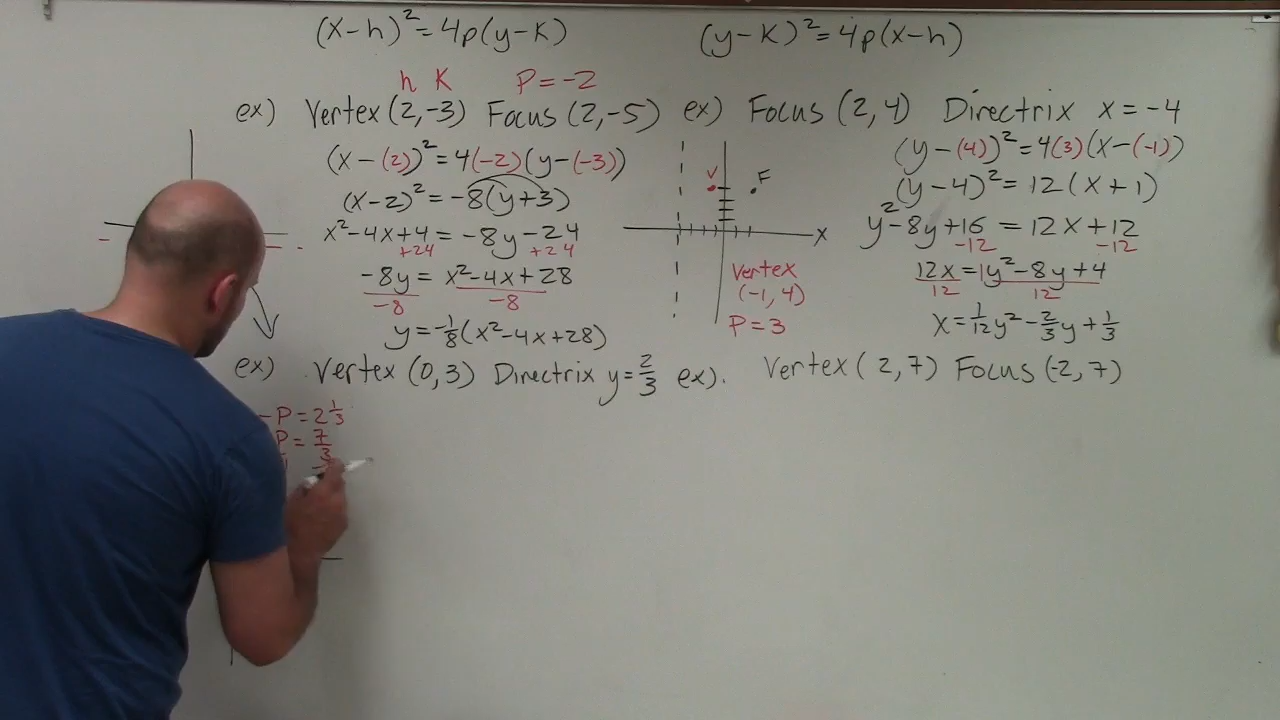 (x-h)²=4p(y-k)
(y-k)²=4p(x-h)
h k P=-2
ex) Vertex (2,-3) Focus (2,-5)
(x-(2))²=4(-2)(y-(-3))
(x-2)²=-8(y+3)
x²-4x+4=-8y-24
+24 +24
-8y=x²-4x+28
-8 -8
y=-1/8(x²-4x+28)
ex) Focus (2,4) Directrix x=-4
V F
X
Vertex
(-1,4)
P=3
(y-(4))²=4(3)(x-(-1))
(y-4)²=12(x+1)
y²-8y+16=12x+12
-12 -12
12x=1y²-8y+4
12 12
x=1/12y²-2/3y+1/3
ex) Vertex (0,3) Directrix y=2/3
-P=2 1/3
P=7/3
ex). Vertex (2,7) Focus (-2,7)